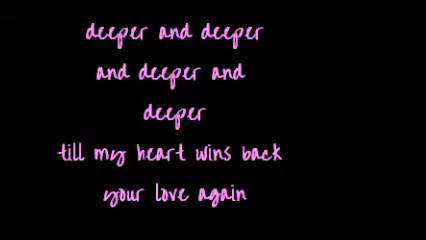 deeper and deeper
and deeper and
deeper
till my heart wins back
your love again